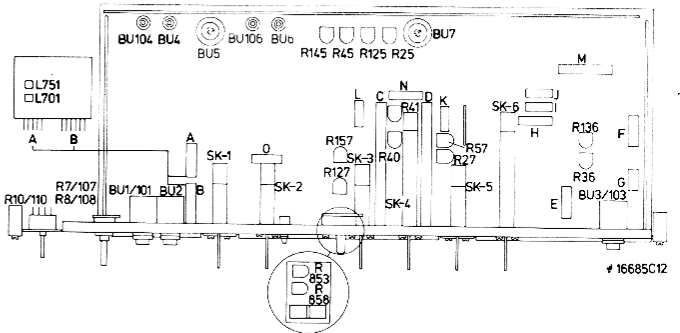 BU104 BU4 BU5 BU106 BU6 R145 R45 R125 R25 BU7
M
L751
L701
L C N D K SK-6 J I H
R41
A B
A SK-1 O SK-2
R157 SK-3 R127
R40 R57 R27
R136 F
R36 G
R7/107
R8/108
R10/110
BU1/101 BU2 B
SK-4 SK-5
E BU3/103
R
853
R
858
# 16685C12